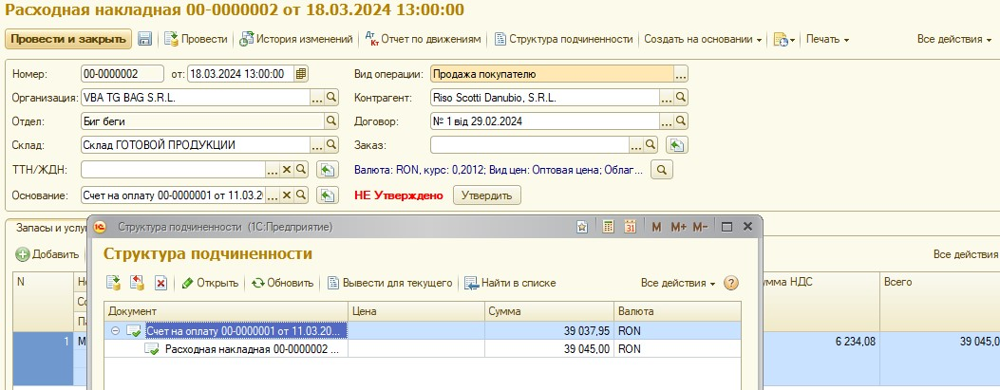 Расходная накладная 00-0000002 от 18.03.2024 13:00:00
Провести и закрыть Провести История изменений Дт Кт Отчет по движениям Структура подчиненности Создать на основании Печать Все действия
Номер: 00-0000002 от: 18.03.2024 13:00:00 Вид операции: Продажа покупателю
Организация: VBA TG BAG S.R.L. Контрагент: Riso Scotti Danubio, S.R.L.
Отдел: Биг беги Договор: № 1 від 29.02.2024
Склад: Склад ГОТОВОЙ ПРОДУКЦИИ Заказ:
ТТН/ЖДН: Валюта: RON, курс: 0,2012; Вид цен: Оптовая цена; Облаг...
Основание: Счет на оплату 00-0000001 от 11.03.2 НЕ Утверждено Утвердить
Запасы и услу Структура подчиненности (1С:Предприятие) M M+ M-
Добавить Структура подчиненности Все действия
Открыть Обновить Вывести для текущего Найти в списке Все действия
N умма НДС Всего
Документ Цена Сумма Валюта
Счет на оплату 00-0000001 от 11.03.20... 39 037,95 RON
1 М 6 234,08 39 045,0
Расходная накладная 00-0000002 ... 39 045,00 RON